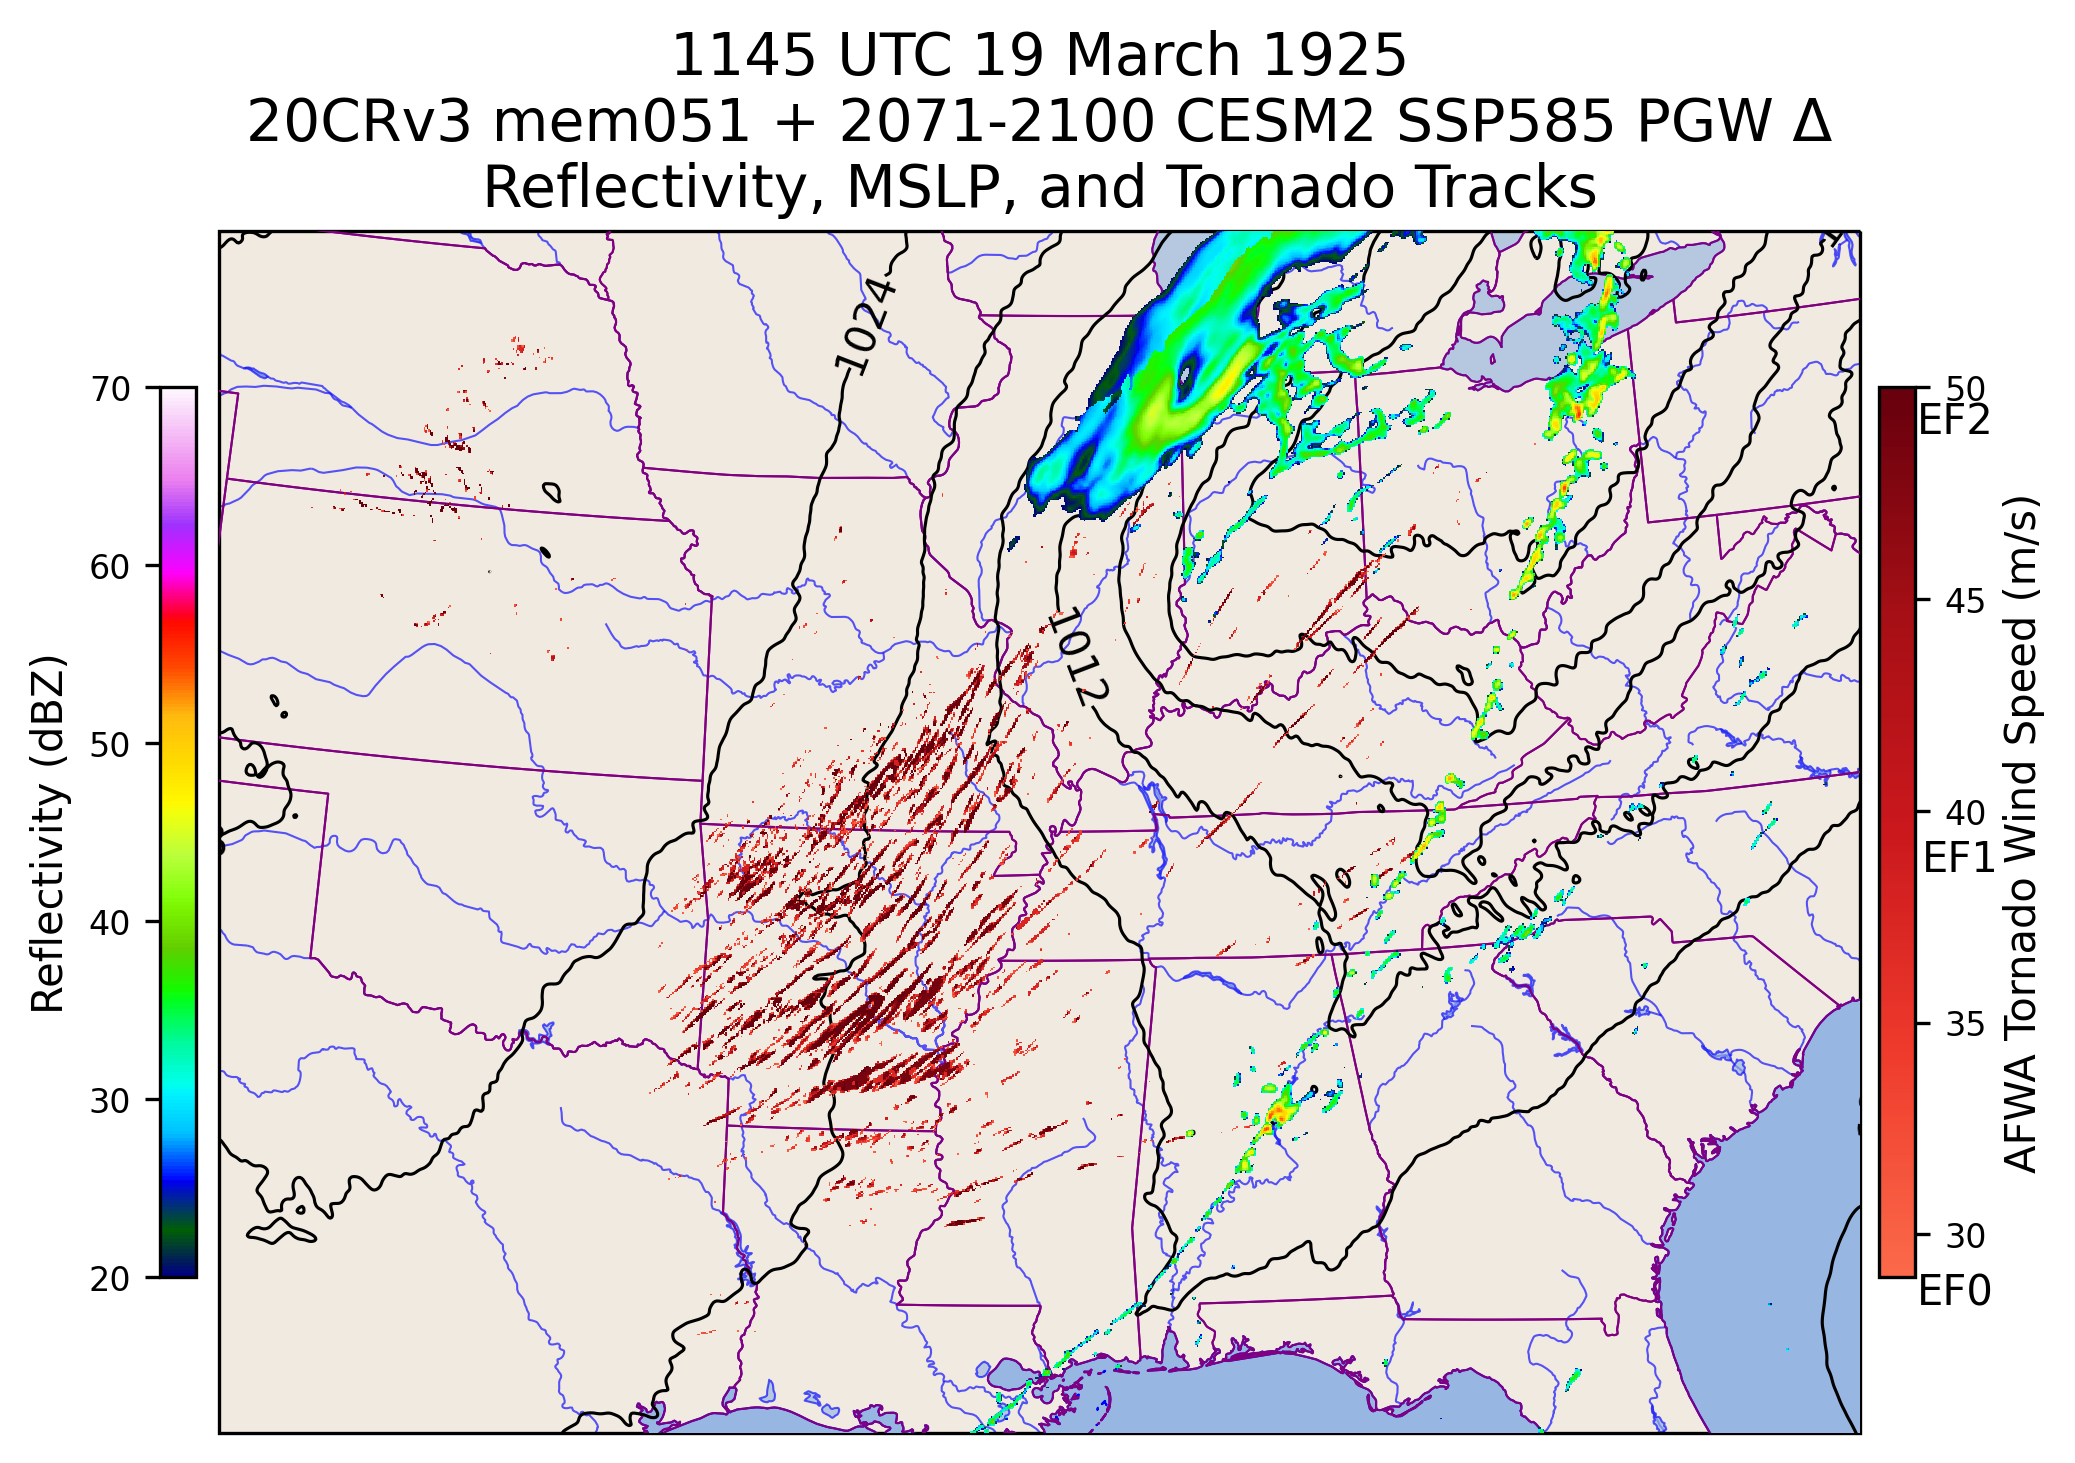 1145 UTC 19 March 1925
20CRv3 mem051 + 2071-2100 CESM2 SSP585 PGW Δ
Reflectivity, MSLP, and Tornado Tracks
1024
1012
Reflectivity (dBZ)
70
60
50
40
30
20
50
EF2
45
40
EF1
35
30
EF0
AFWA Tornado Wind Speed (m/s)